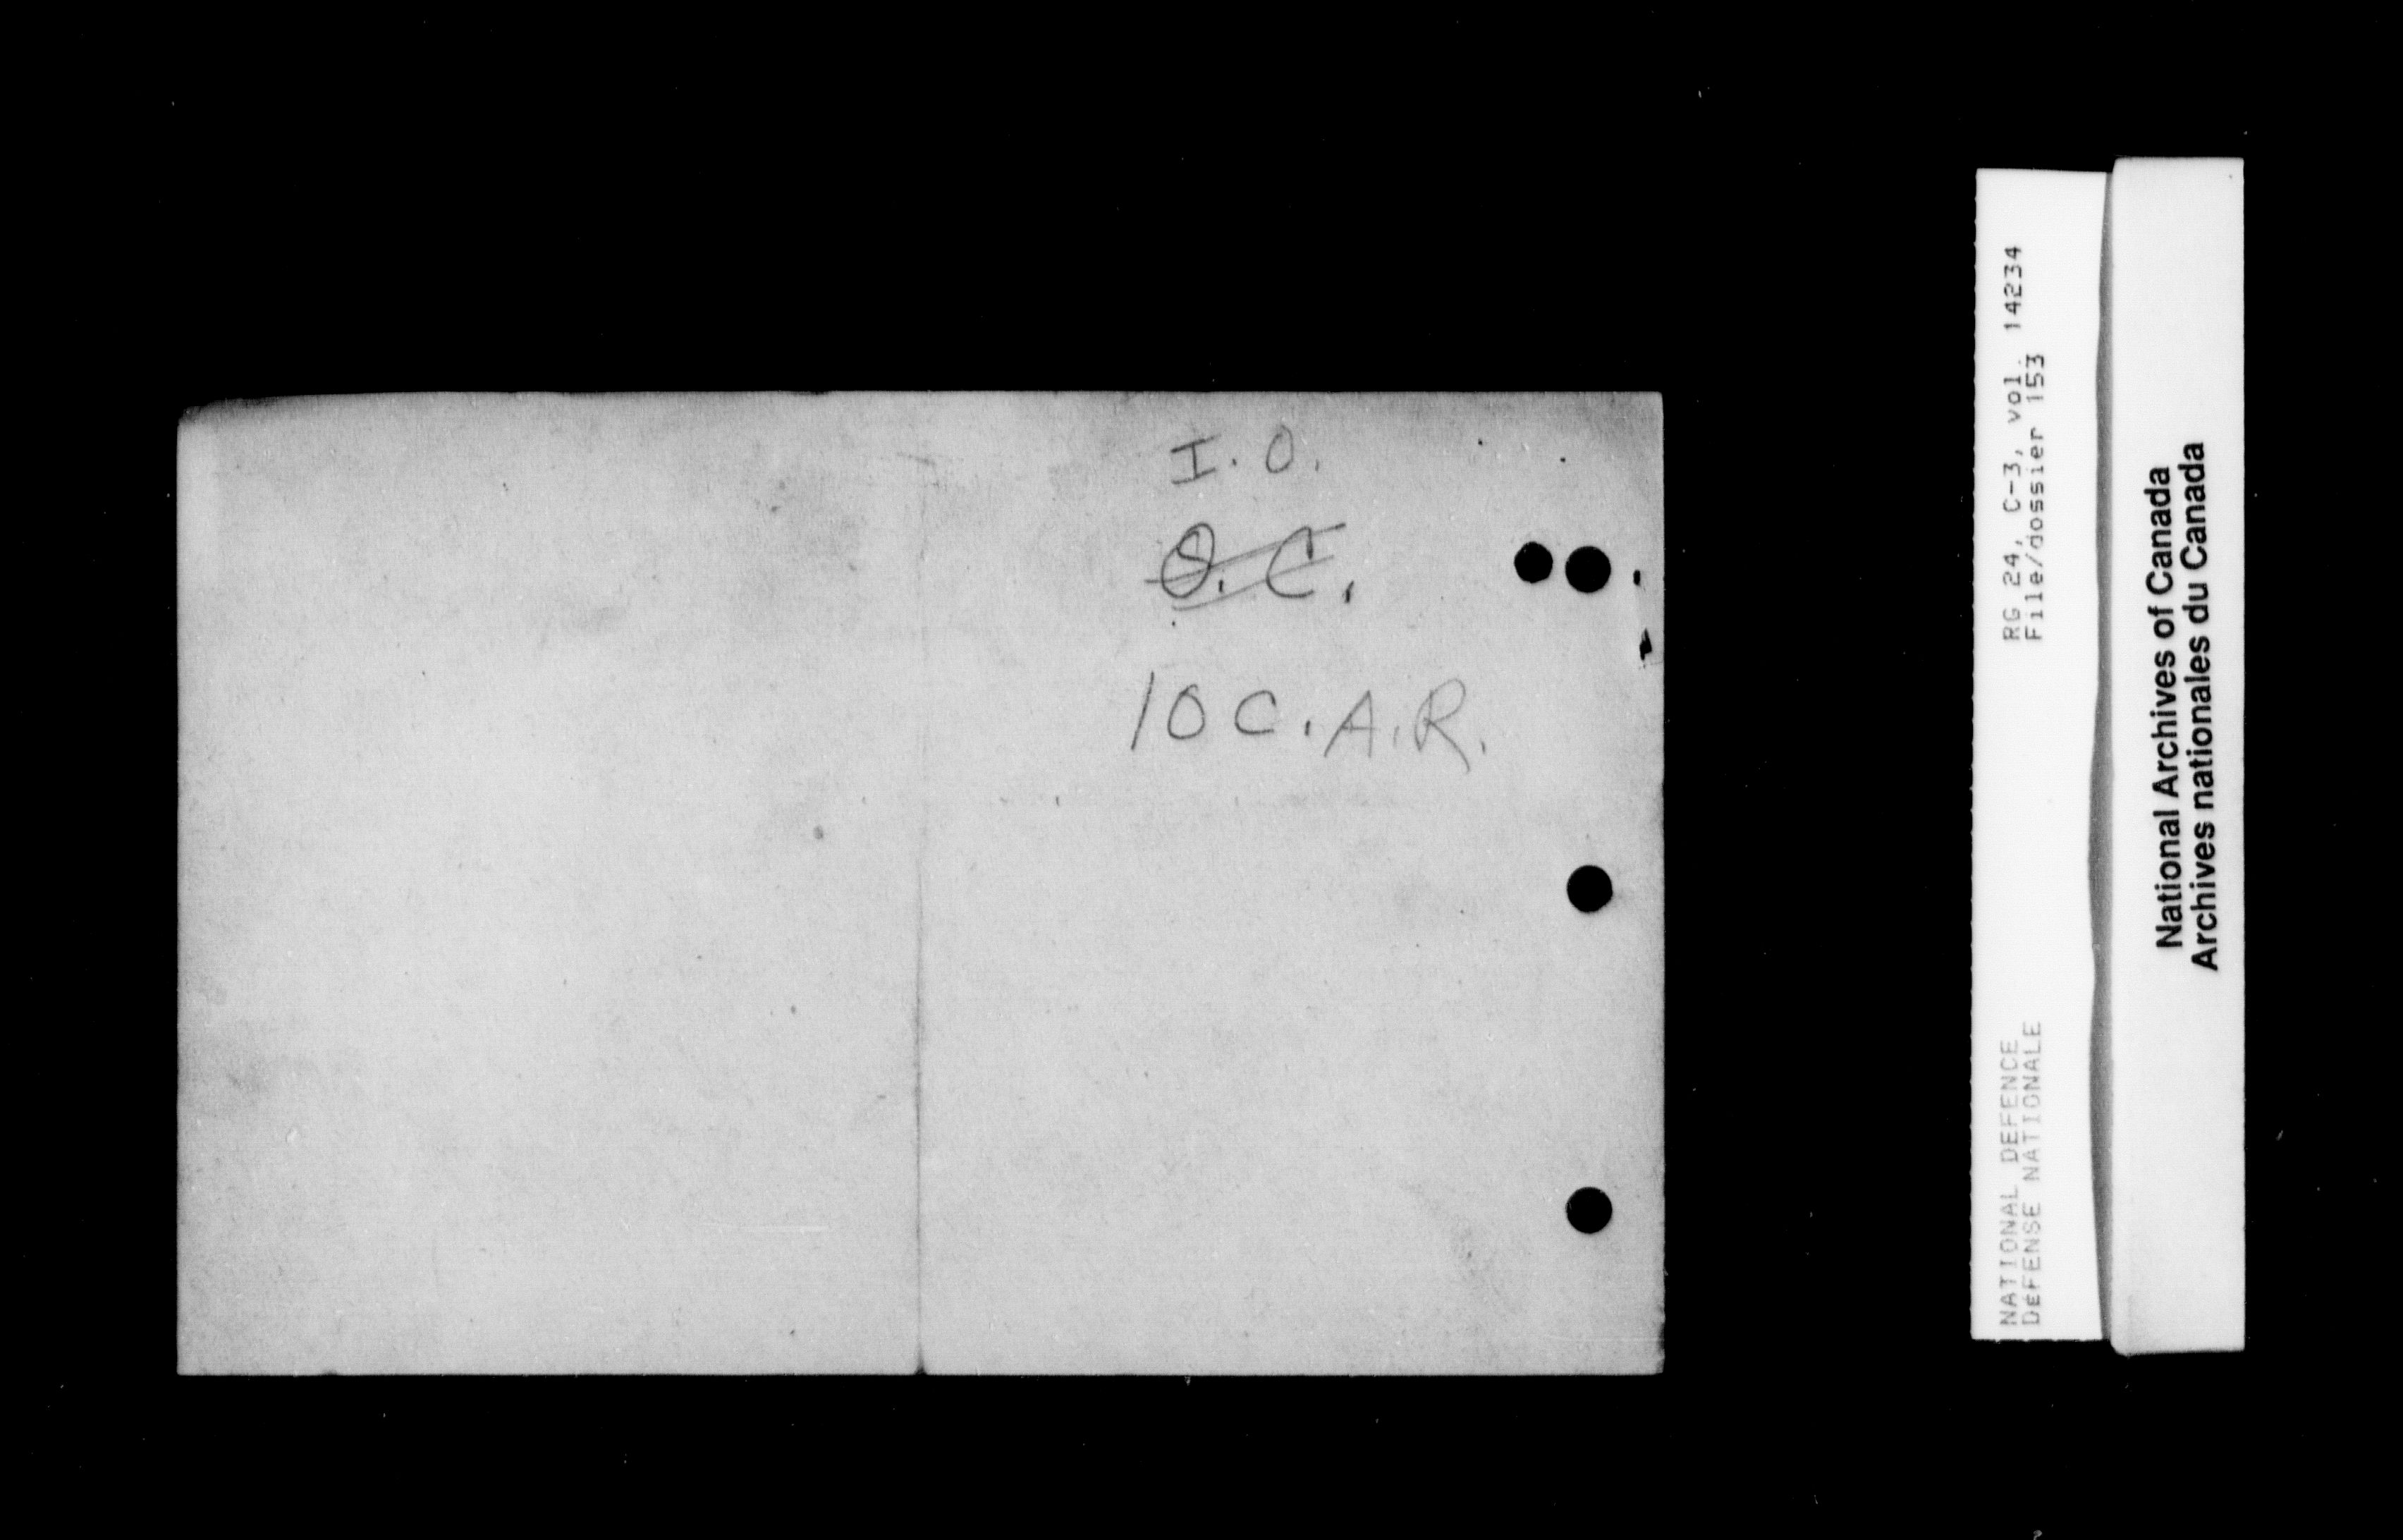 I. O.
O. C.
10 C. A. R.
RG 24, C-3, vol. 14234
File/dossier 153
NATIONAL DEFENCE
DÉFENSE NATIONALE
National Archives of Canada
Archives nationales du Canada